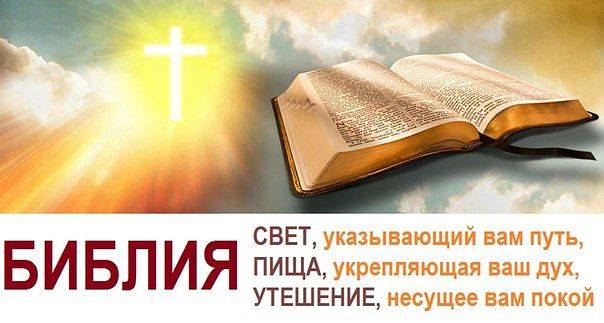 БИБЛИЯ
СВЕТ, указывающий вам путь,
ПИЩА, укрепляющая ваш дух,
УТЕШЕНИЕ, несущее вам покой